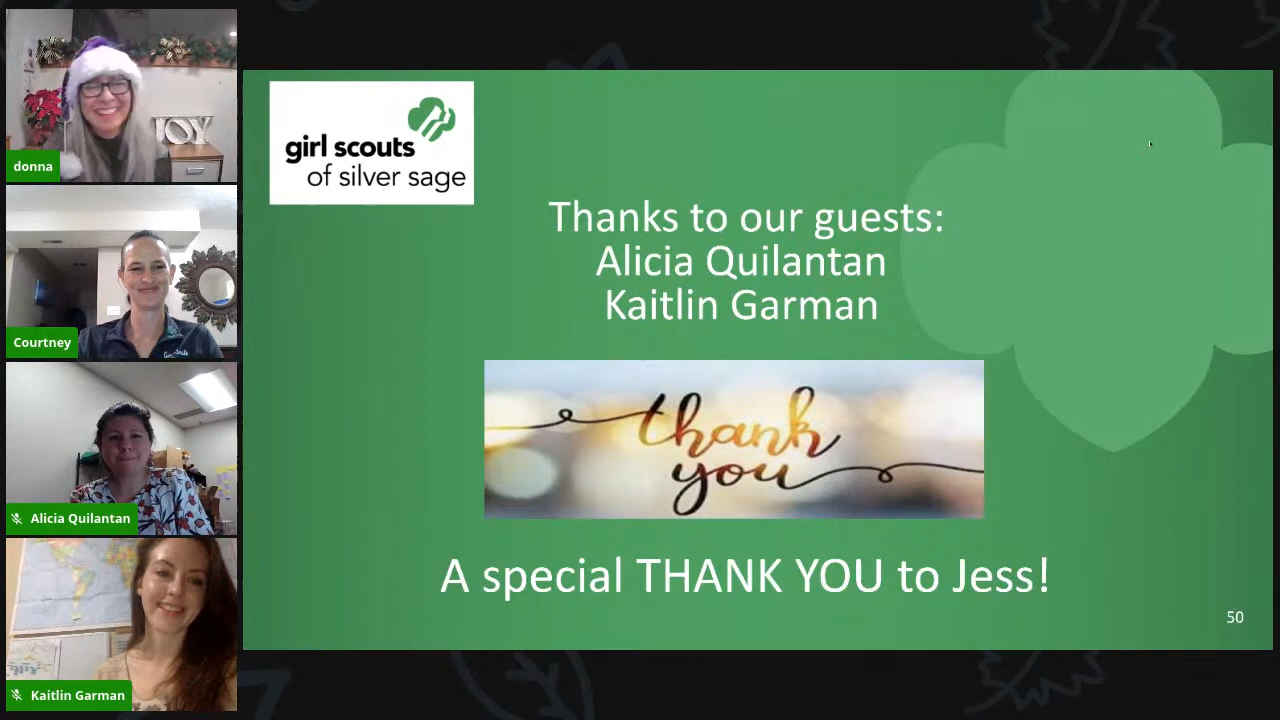 JOY
donna
Courtney
Alicia Quilantan
Kaitlin Garman
girl scouts
of silver sage
Thanks to our guests:
Alicia Quilantan
Kaitlin Garman
thank
you
A special THANK YOU to Jess!
50